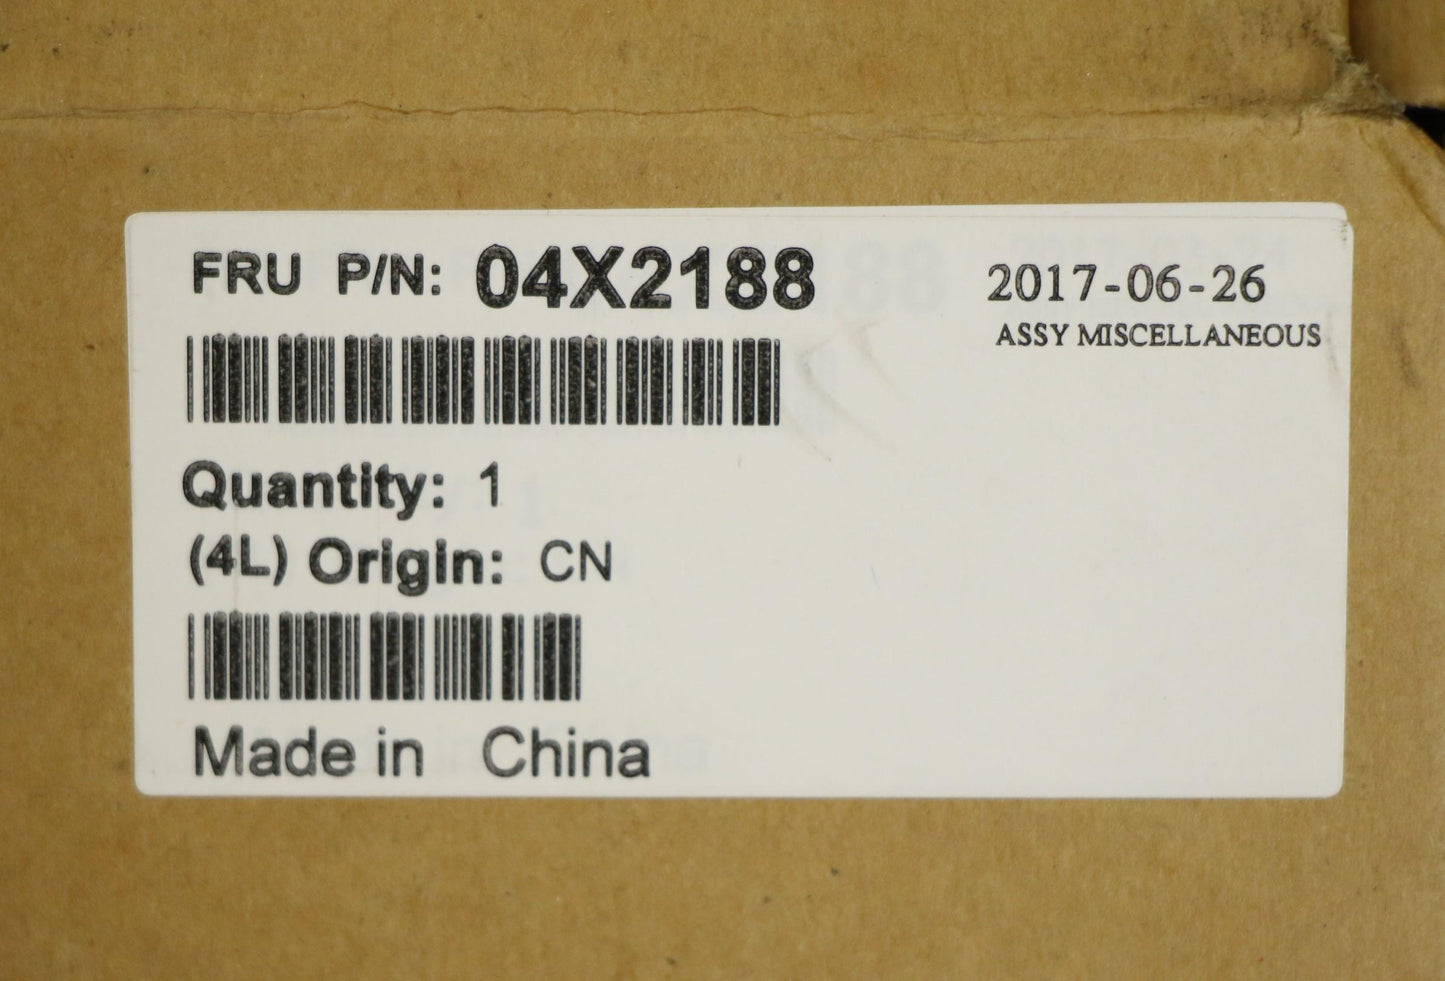 FRU P/N: 04X2188
2017-06-26
ASSY MISCELLANEOUS
Quantity: 1
(4L) Origin: CN
Made in China